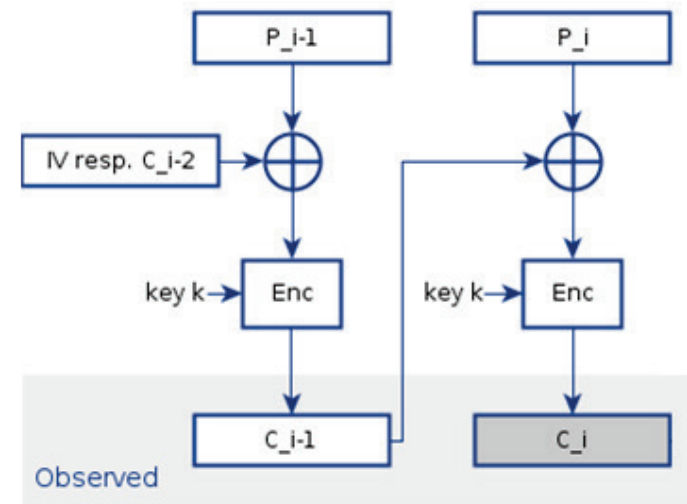 P_i-1
P_i
IV resp. C_i-2
key k
Enc
key k
Enc
C_i-1
C_i
Observed